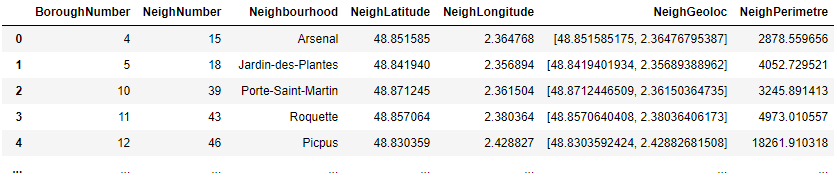 BoroughNumber NeighNumber Neighbourhood NeighLatitude NeighLongitude NeighGeoloc NeighPerimetre
0 4 15 Arsenal 48.851585 2.364768 [48.851585175, 2.36476795387] 2878.559656
1 5 18 Jardin-des-Plantes 48.841940 2.356894 [48.8419401934, 2.35689388962] 4052.729521
2 10 39 Porte-Saint-Martin 48.871245 2.361504 [48.8712446509, 2.36150364735] 3245.891413
3 11 43 Roquette 48.857064 2.380364 [48.8570640408, 2.38036406173] 4973.010557
4 12 46 Picpus 48.830359 2.428827 [48.8303592424, 2.42882681508] 18261.910318
... ... ... ... ... ... ... ...